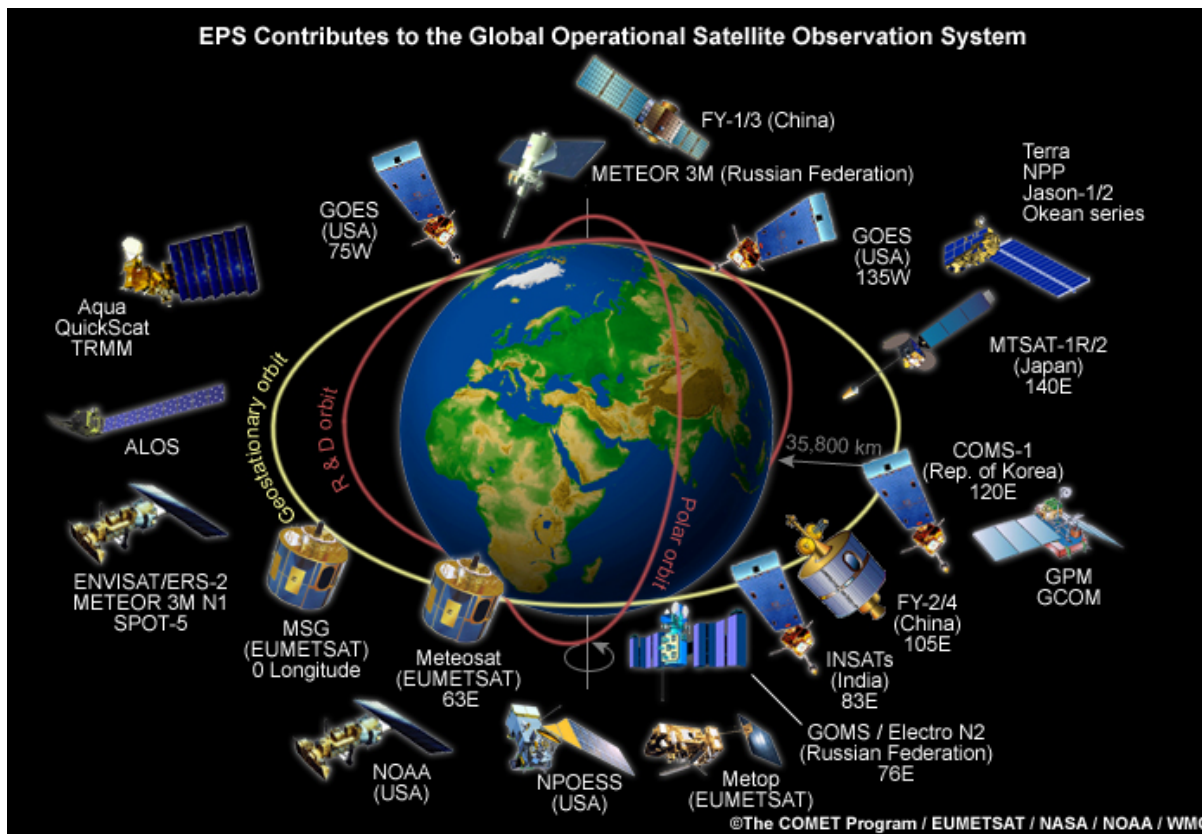 EPS Contributes to the Global Operational Satellite Observation System
FY-1/3 (China)
METEOR 3M (Russian Federation)
GOES
(USA)
75W
Terra
NPP
Jason-1/2
Okean series
GOES
(USA)
135W
Aqua
QuickScat
TRMM
MTSAT-1R/2
(Japan)
140E
ALOS
Geostationary orbit
R & D orbit
Polar orbit
35,800 km
COMS-1
(Rep. of Korea)
120E
ENVISAT/ERS-2
METEOR 3M N1
SPOT-5
GPM
GCOM
MSG
(EUMETSAT)
0 Longitude
Meteosat
(EUMETSAT)
63E
FY-2/4
(China)
105E
INSATs
(India)
83E
GOMS / Electro N2
(Russian Federation)
76E
NOAA
(USA)
NPOESS
(USA)
Metop
(EUMETSAT)
©The COMET Program / EUMETSAT / NASA / NOAA / WMO